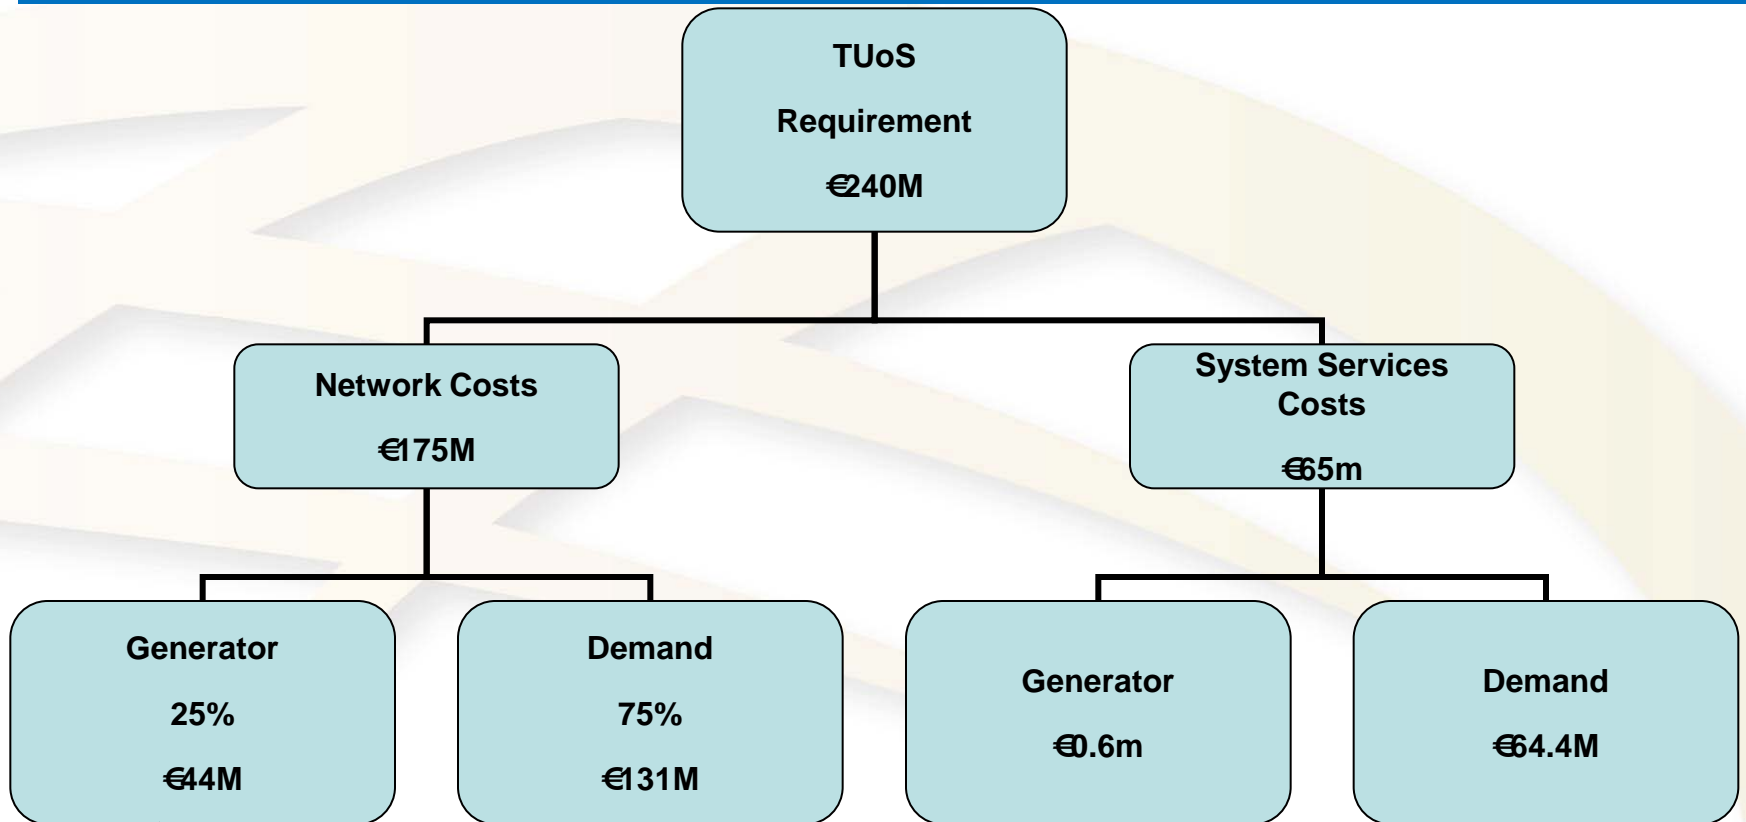 TUoS
Requirement
€240M
Network Costs
€175M
System Services
Costs
€65m
Generator
25%
€44M
Demand
75%
€131M
Generator
€0.6m
Demand
€64.4M